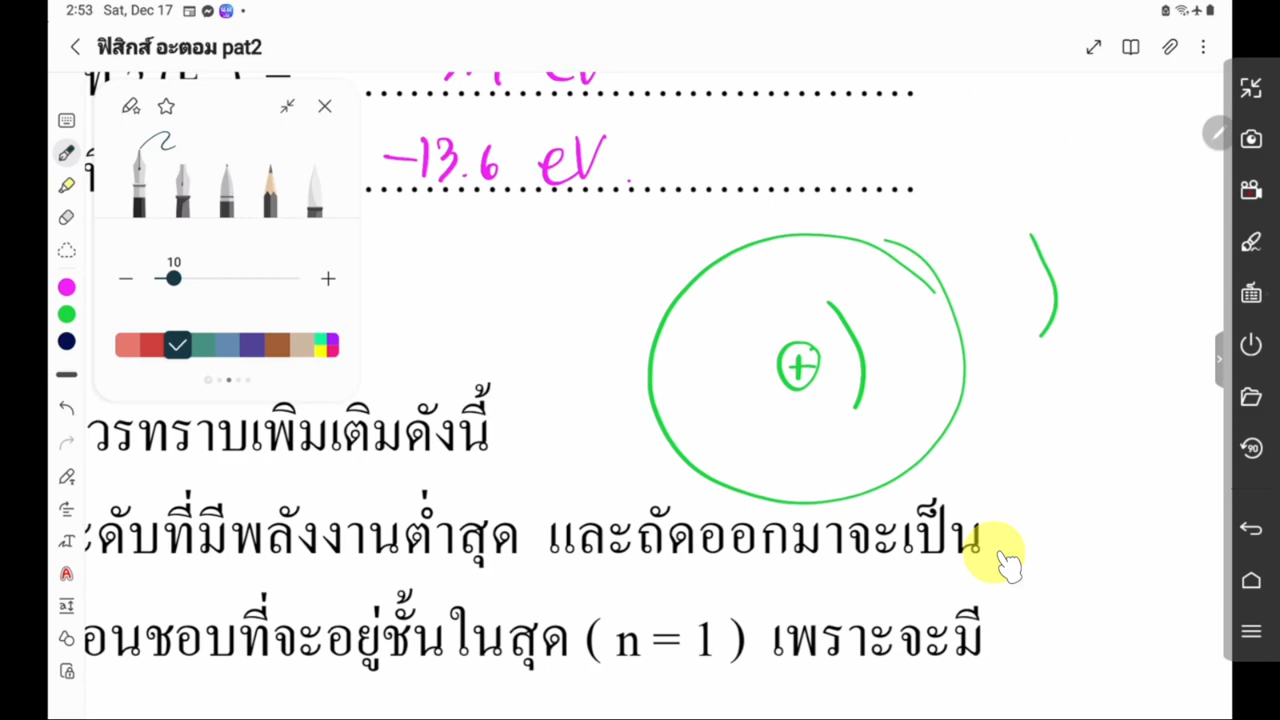 2:53 Sat, Dec 17
ฟิสิกส์ อะตอม pat2
eV
-13.6 eV
10
วรทราบเพิ่มเติมดังนี้
ะดับที่มีพลังงานต่ำสุด และถัดออกมาจะเป็น
อนชอบที่จะอยู่ชั้นในสุด ( n = 1 ) เพราะจะมี
+
90